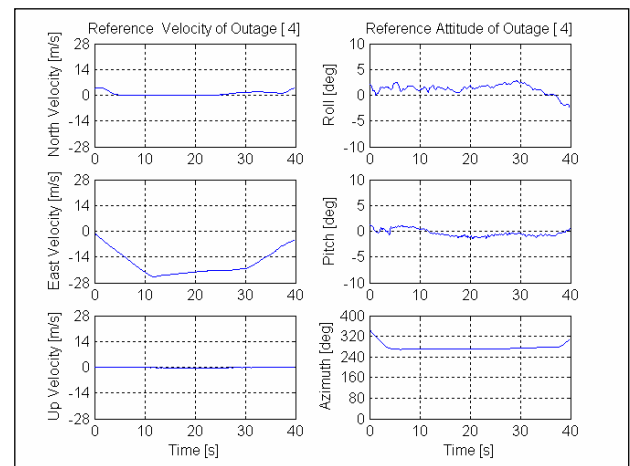 Reference Velocity of Outage [ 4]
North Velocity [m/s]
28
14
0
-14
-28
0 10 20 30 40
East Velocity [m/s]
28
14
0
-14
-28
0 10 20 30 40
Up Velocity [m/s]
28
14
0
-14
-28
0 10 20 30 40
Time [s]
Reference Attitude of Outage [ 4]
Roll [deg]
10
5
0
-5
-10
0 10 20 30 40
Pitch [deg]
10
5
0
-5
-10
0 10 20 30 40
Azimuth [deg]
400
320
240
160
80
0
0 10 20 30 40
Time [s]